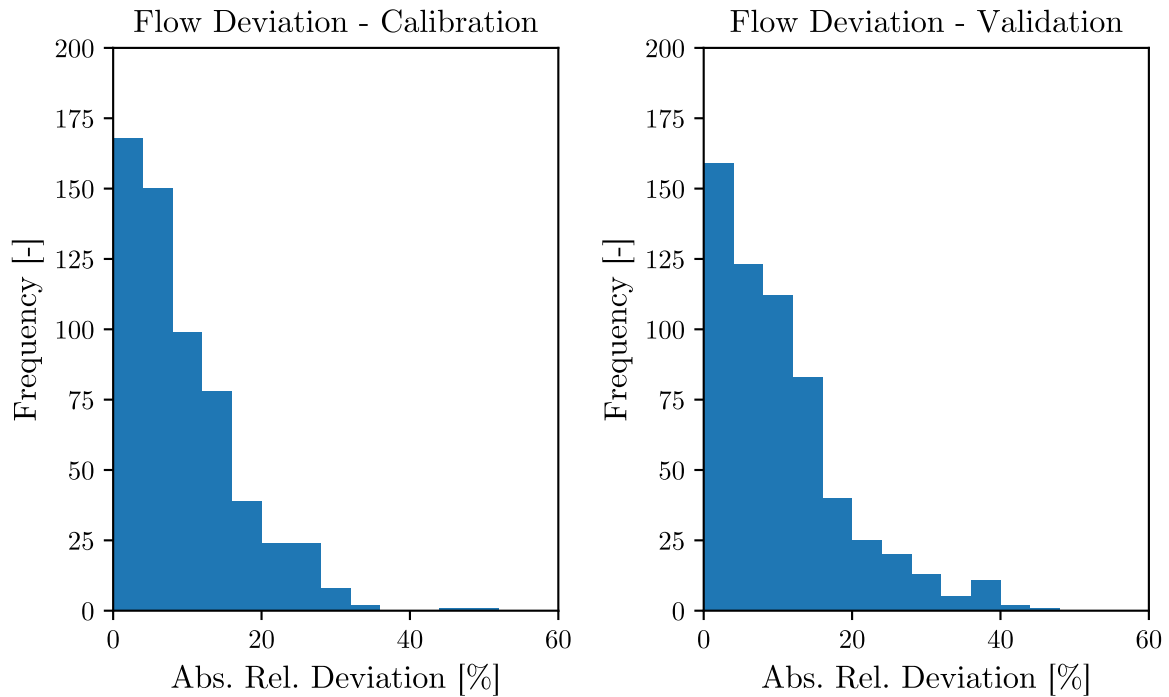 Flow Deviation - Calibration
200
175
150
125
100
75
50
25
0
Frequency [-]
0 20 40 60
Abs. Rel. Deviation [%]
Flow Deviation - Validation
200
175
150
125
100
75
50
25
0
Frequency [-]
0 20 40 60
Abs. Rel. Deviation [%]